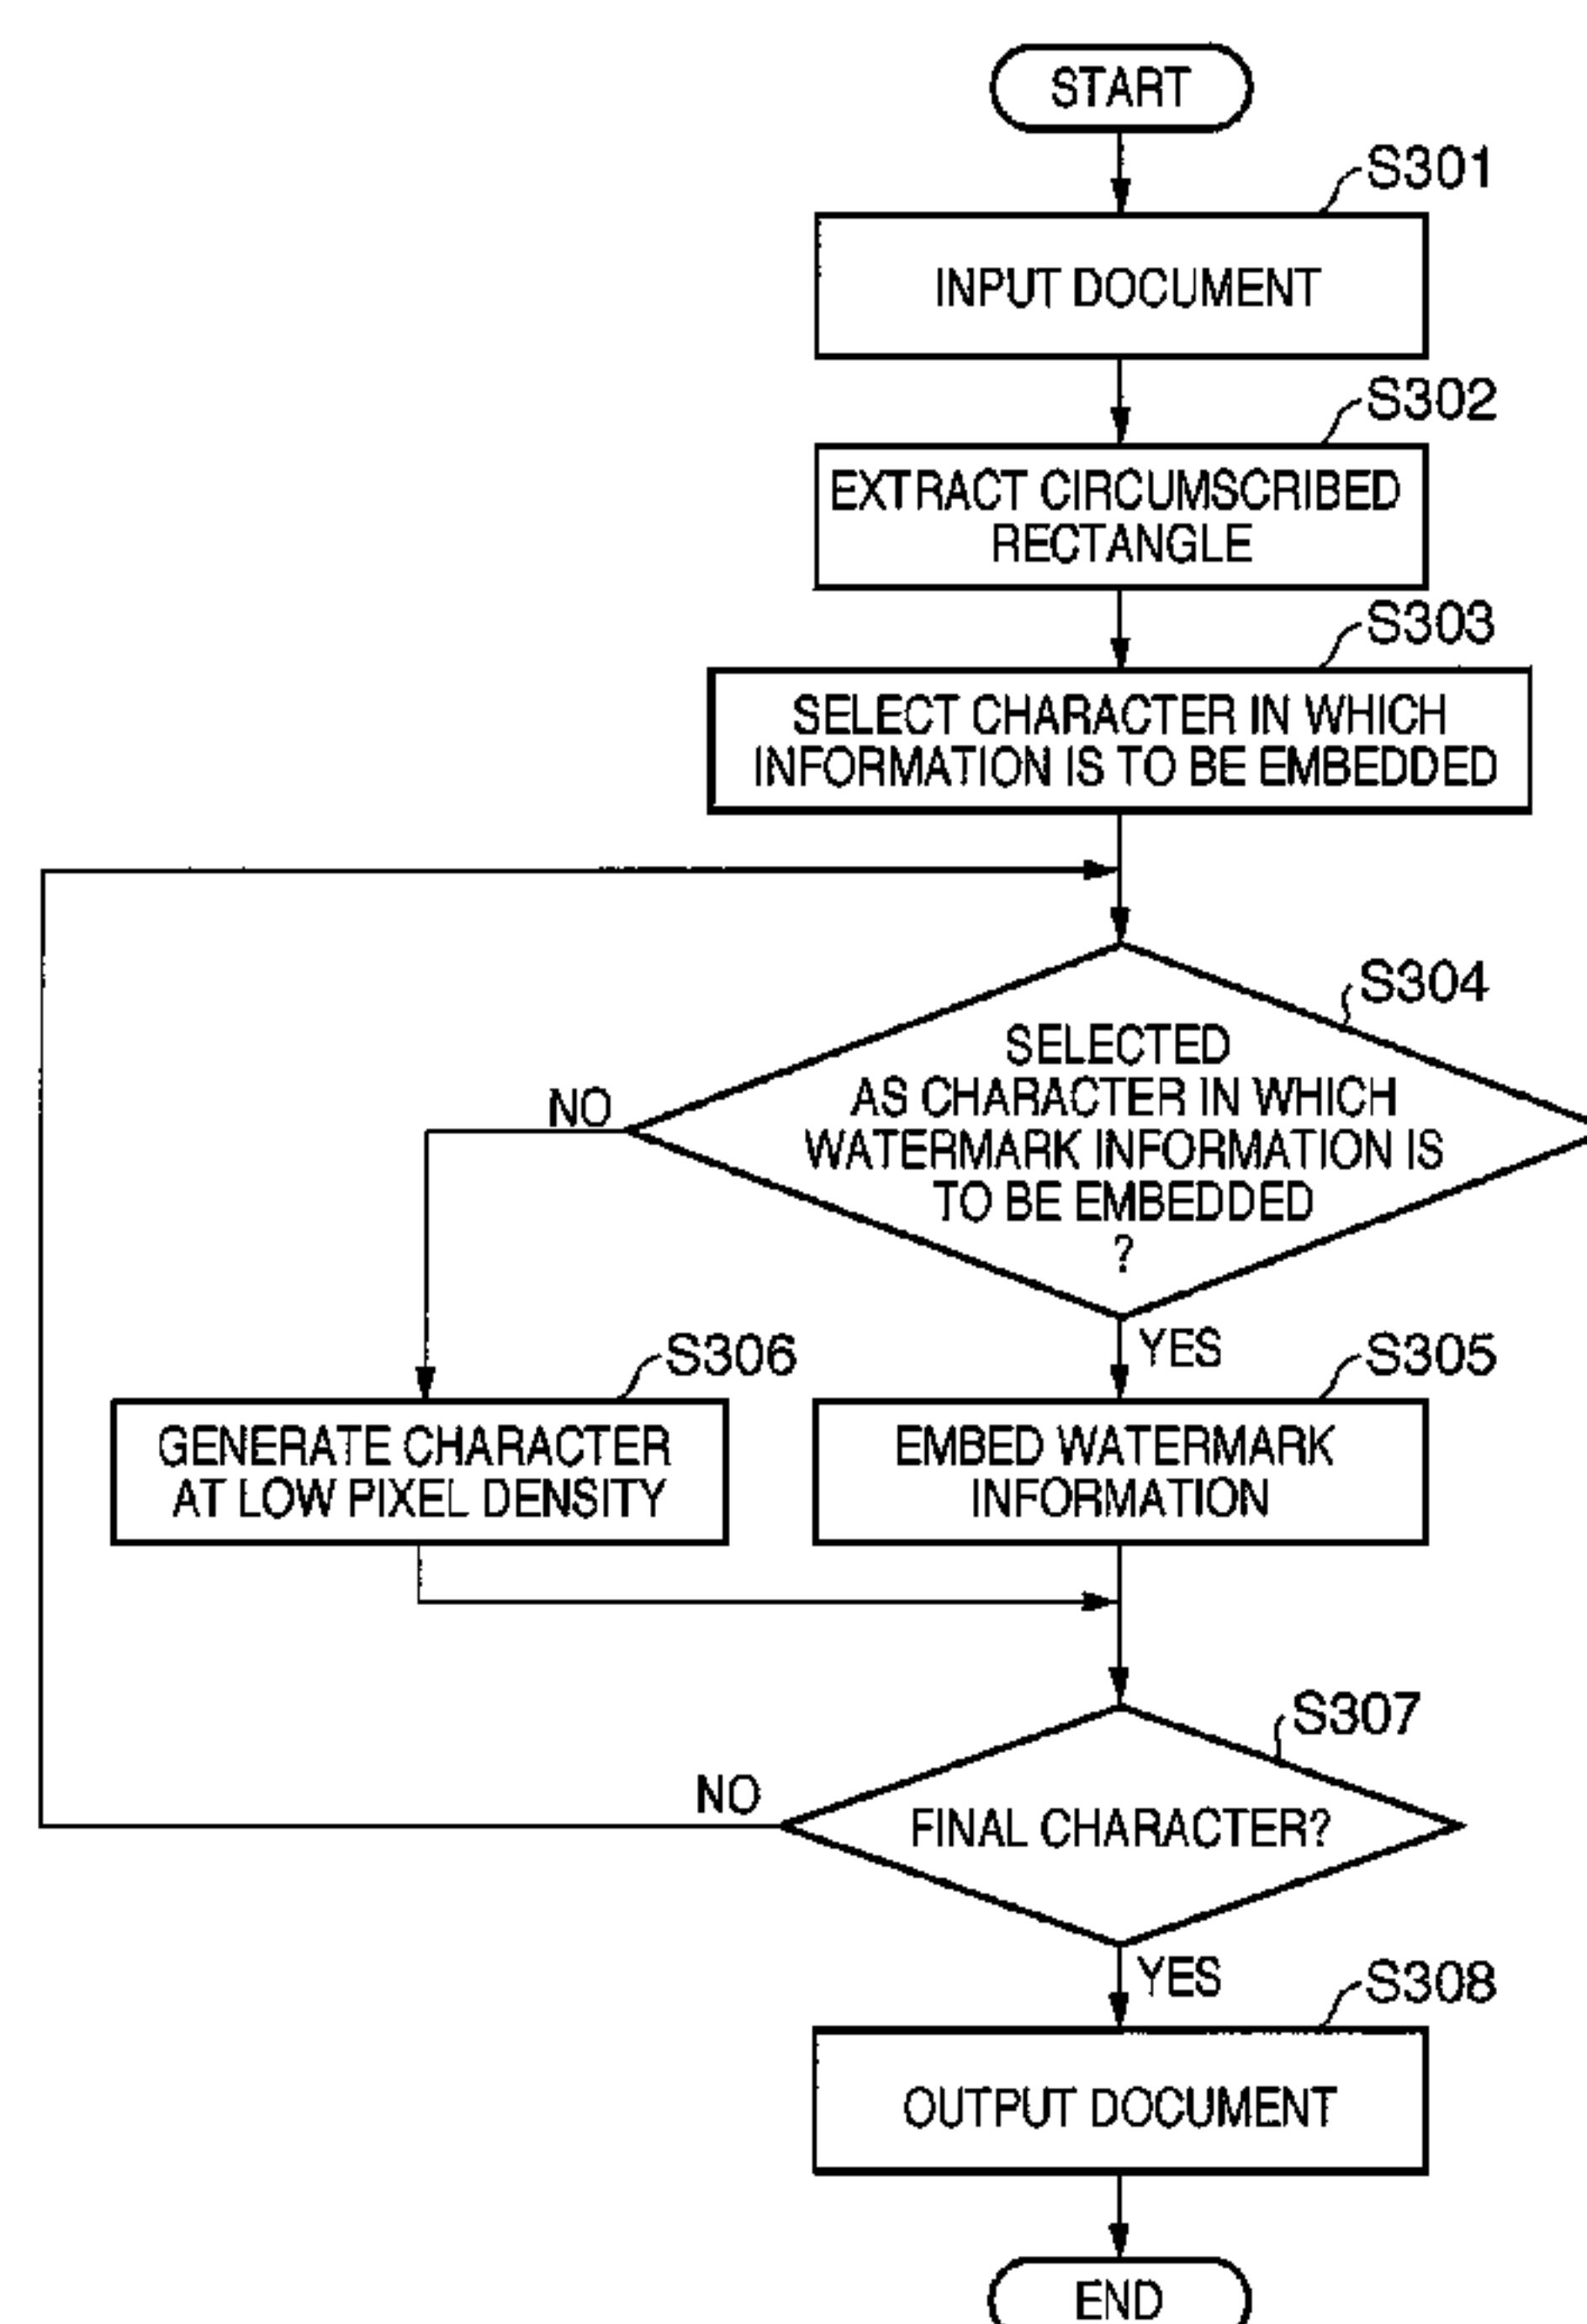 START
S301
INPUT DOCUMENT
S302
EXTRACT CIRCUMSCRIBED
RECTANGLE
S303
SELECT CHARACTER IN WHICH
INFORMATION IS TO BE EMBEDDED
S304
SELECTED
AS CHARACTER IN WHICH
WATERMARK INFORMATION IS
TO BE EMBEDDED
?
NO
YES
S306
GENERATE CHARACTER
AT LOW PIXEL DENSITY
S305
EMBED WATERMARK
INFORMATION
S307
FINAL CHARACTER?
NO
YES
S308
OUTPUT DOCUMENT
END